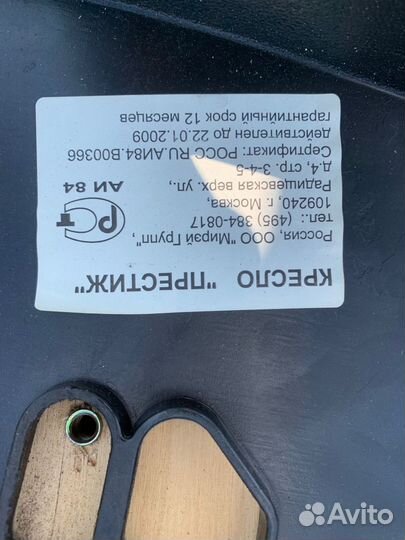 КРЕСЛО "ПРЕСТИЖ"
Россия, ООО "Мирэй Групп",
тел.: (495) 384-0817
109240, г. Москва,
Радищевская верх. ул.,
д.4, стр. 3-4-5
Сертификат: РОСС RU.АИ84.В00366
действителен до 22.01.2009
гарантийный срок 12 месяцев
РСТ
АИ 84
Avito